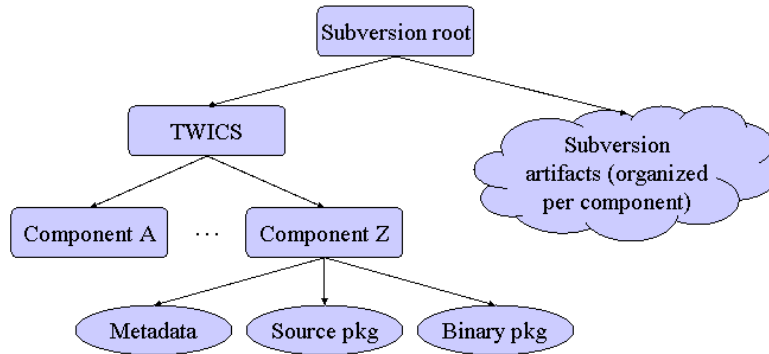 Subversion root
TWICS
Subversion
artifacts (organized
per component)
Component A
...
Component Z
Metadata
Source pkg
Binary pkg